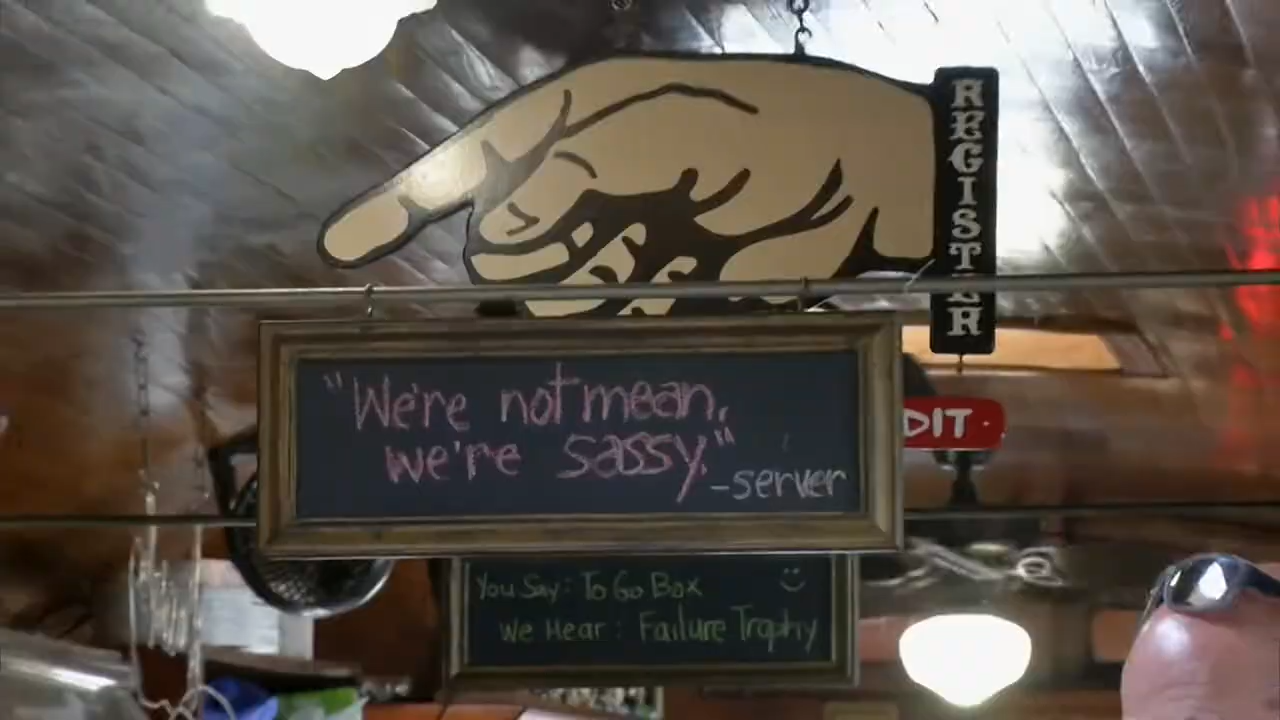 REGISTER
"We're not mean,
we're sassy."
-server
DIT ·
You Say: To Go Box
We Hear: Failure Trophy